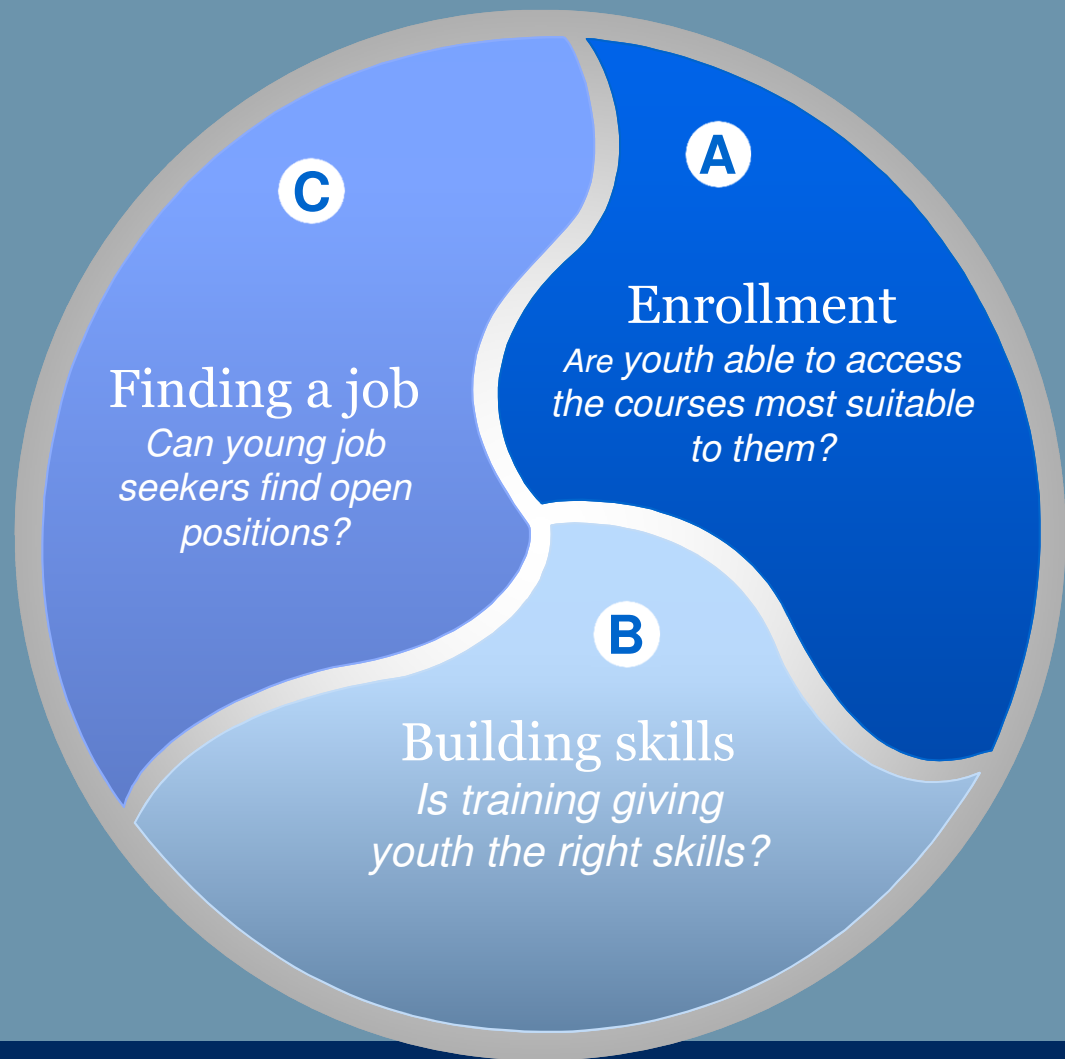 A
Enrollment
Are youth able to access
the courses most suitable
to them?
B
Building skills
Is training giving
youth the right skills?
C
Finding a job
Can young job
seekers find open
positions?